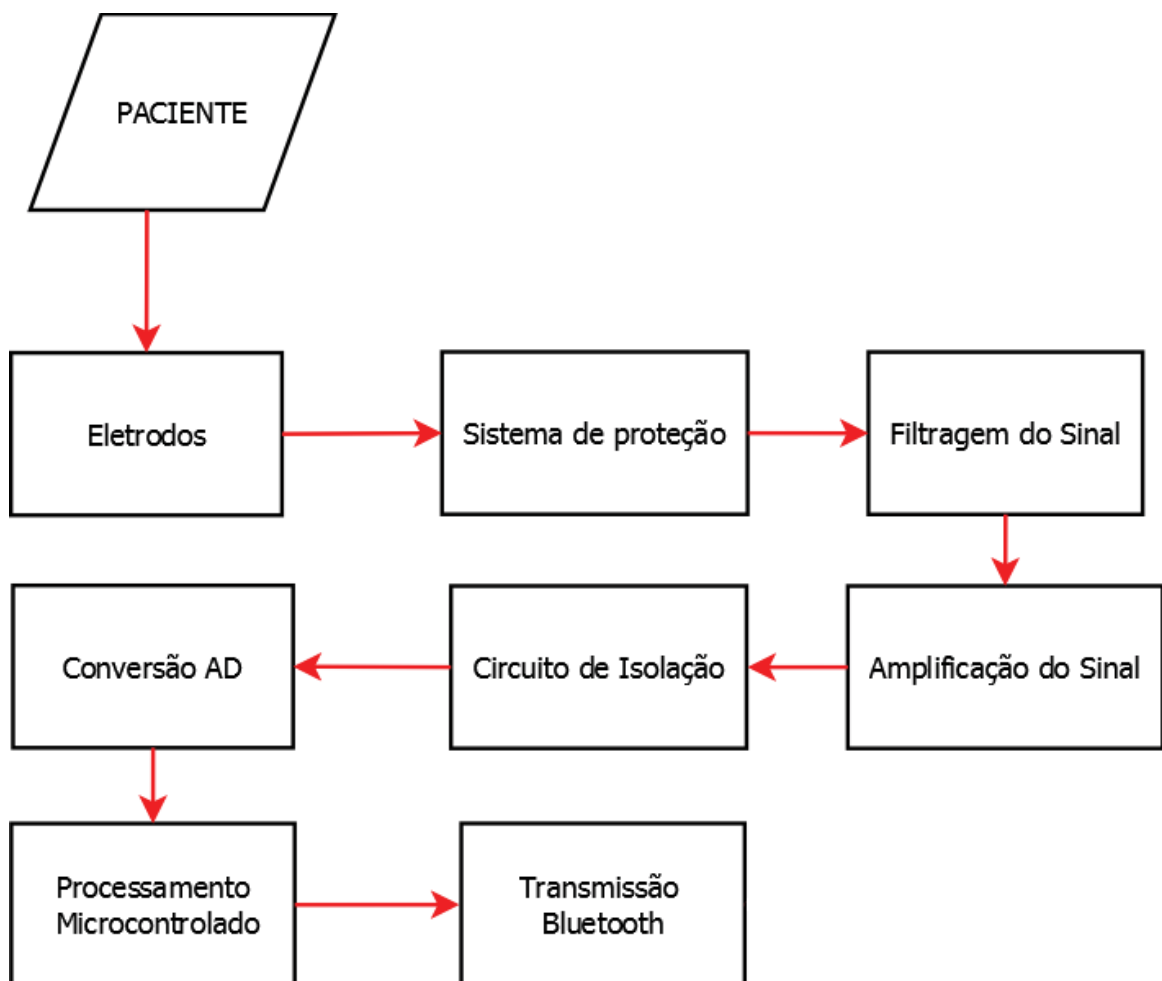 PACIENTE
Eletrodos
Sistema de proteção
Filtragem do Sinal
Amplificação do Sinal
Circuito de Isolação
Conversão AD
Processamento
Microcontrolado
Transmissão
Bluetooth